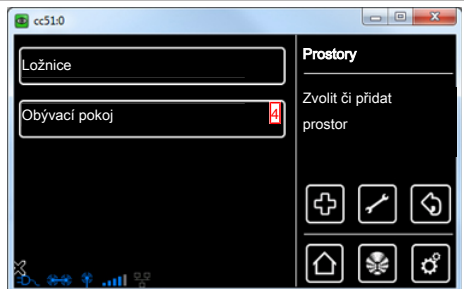 cc51:0
Ložnice
Obývací pokoj 4
Prostory
Zvolit či přidat
prostor